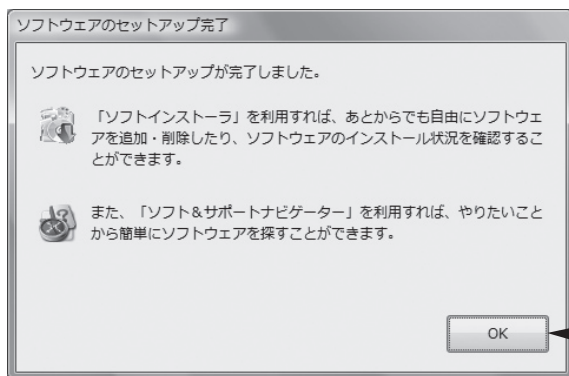 ソフトウェアのセットアップ完了
ソフトウェアのセットアップが完了しました。
「ソフトインストーラ」を利用すれば、あとからでも自由にソフトウェ
アを追加・削除したり、ソフトウェアのインストール状況を確認するこ
とができます。
また、「ソフト&サポートナビゲーター」を利用すれば、やりたいこと
から簡単にソフトウェアを探すことができます。
OK